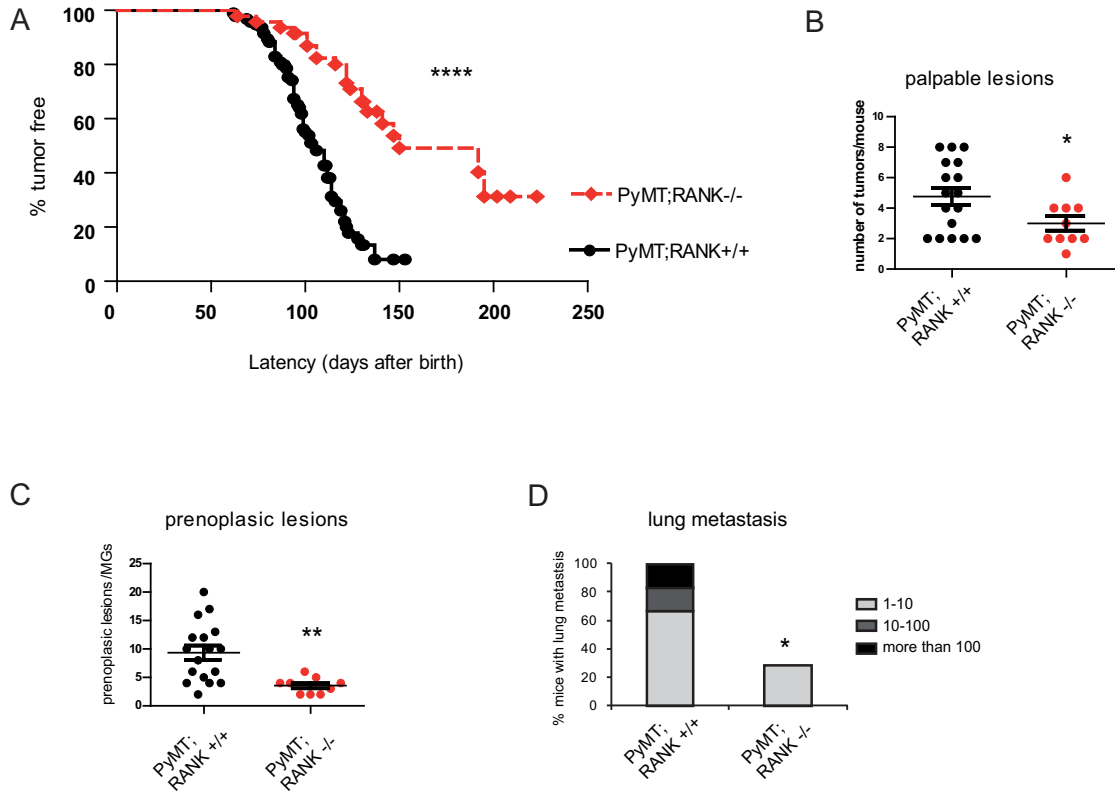 A
% tumor free
100
80
60
40
20
0
0 50 100 150 200 250
Latency (days after birth)
****
PyMT;RANK-/-
PyMT;RANK+/+
B
palpable lesions
number of tumors/mouse
10
8
6
4
2
0
*
PyMT;
RANK +/+
PyMT;
RANK -/-
C
prenoplasic lesions
prenoplasic lesions /MGs
25
20
15
10
5
0
**
PyMT;
RANK +/+
PyMT;
RANK -/-
D
lung metastasis
% mice with lung metastsis
100
80
60
40
20
0
*
PyMT;
RANK +/+
PyMT;
RANK -/-
1-10
10-100
more than 100